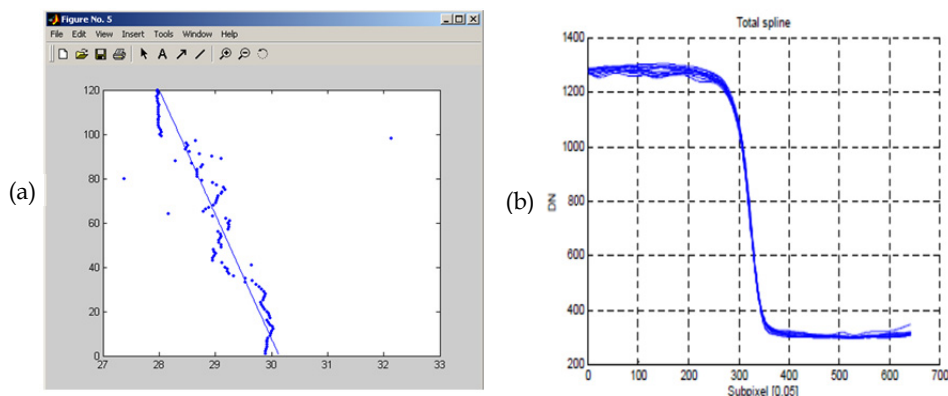 Figure No. 5
File Edit View Insert Tools Window Help
(a)
120
100
80
60
40
20
0
27 28 29 30 31 32 33
(b)
Total spline
DN
1400
1200
1000
800
600
400
200
0 100 200 300 400 500 600 700
Subpixel [0.05]